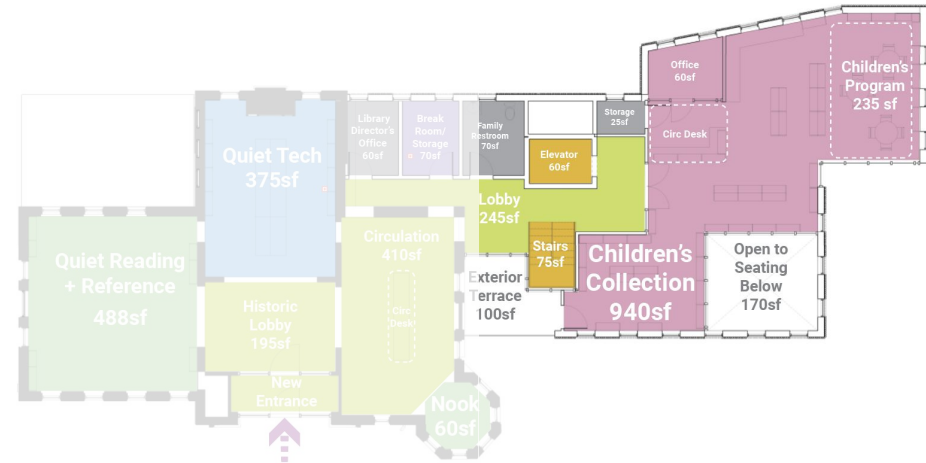 Office
60sf
Children's
Program
235 sf
Circ Desk
Storage
25sf
Family
Restroom
70sf
Elevator
60sf
Library
Director's
Office
60sf
Break
Room/
Storage
70sf
Quiet Tech
375sf
Lobby
245sf
Stairs
75sf
Circulation
410sf
Circ
Desk
Children's
Collection
940sf
Open to
Seating
Below
170sf
Exterior
Terrace
100sf
Quiet Reading
+ Reference
488sf
Historic
Lobby
195sf
New
Entrance
Nook
60sf